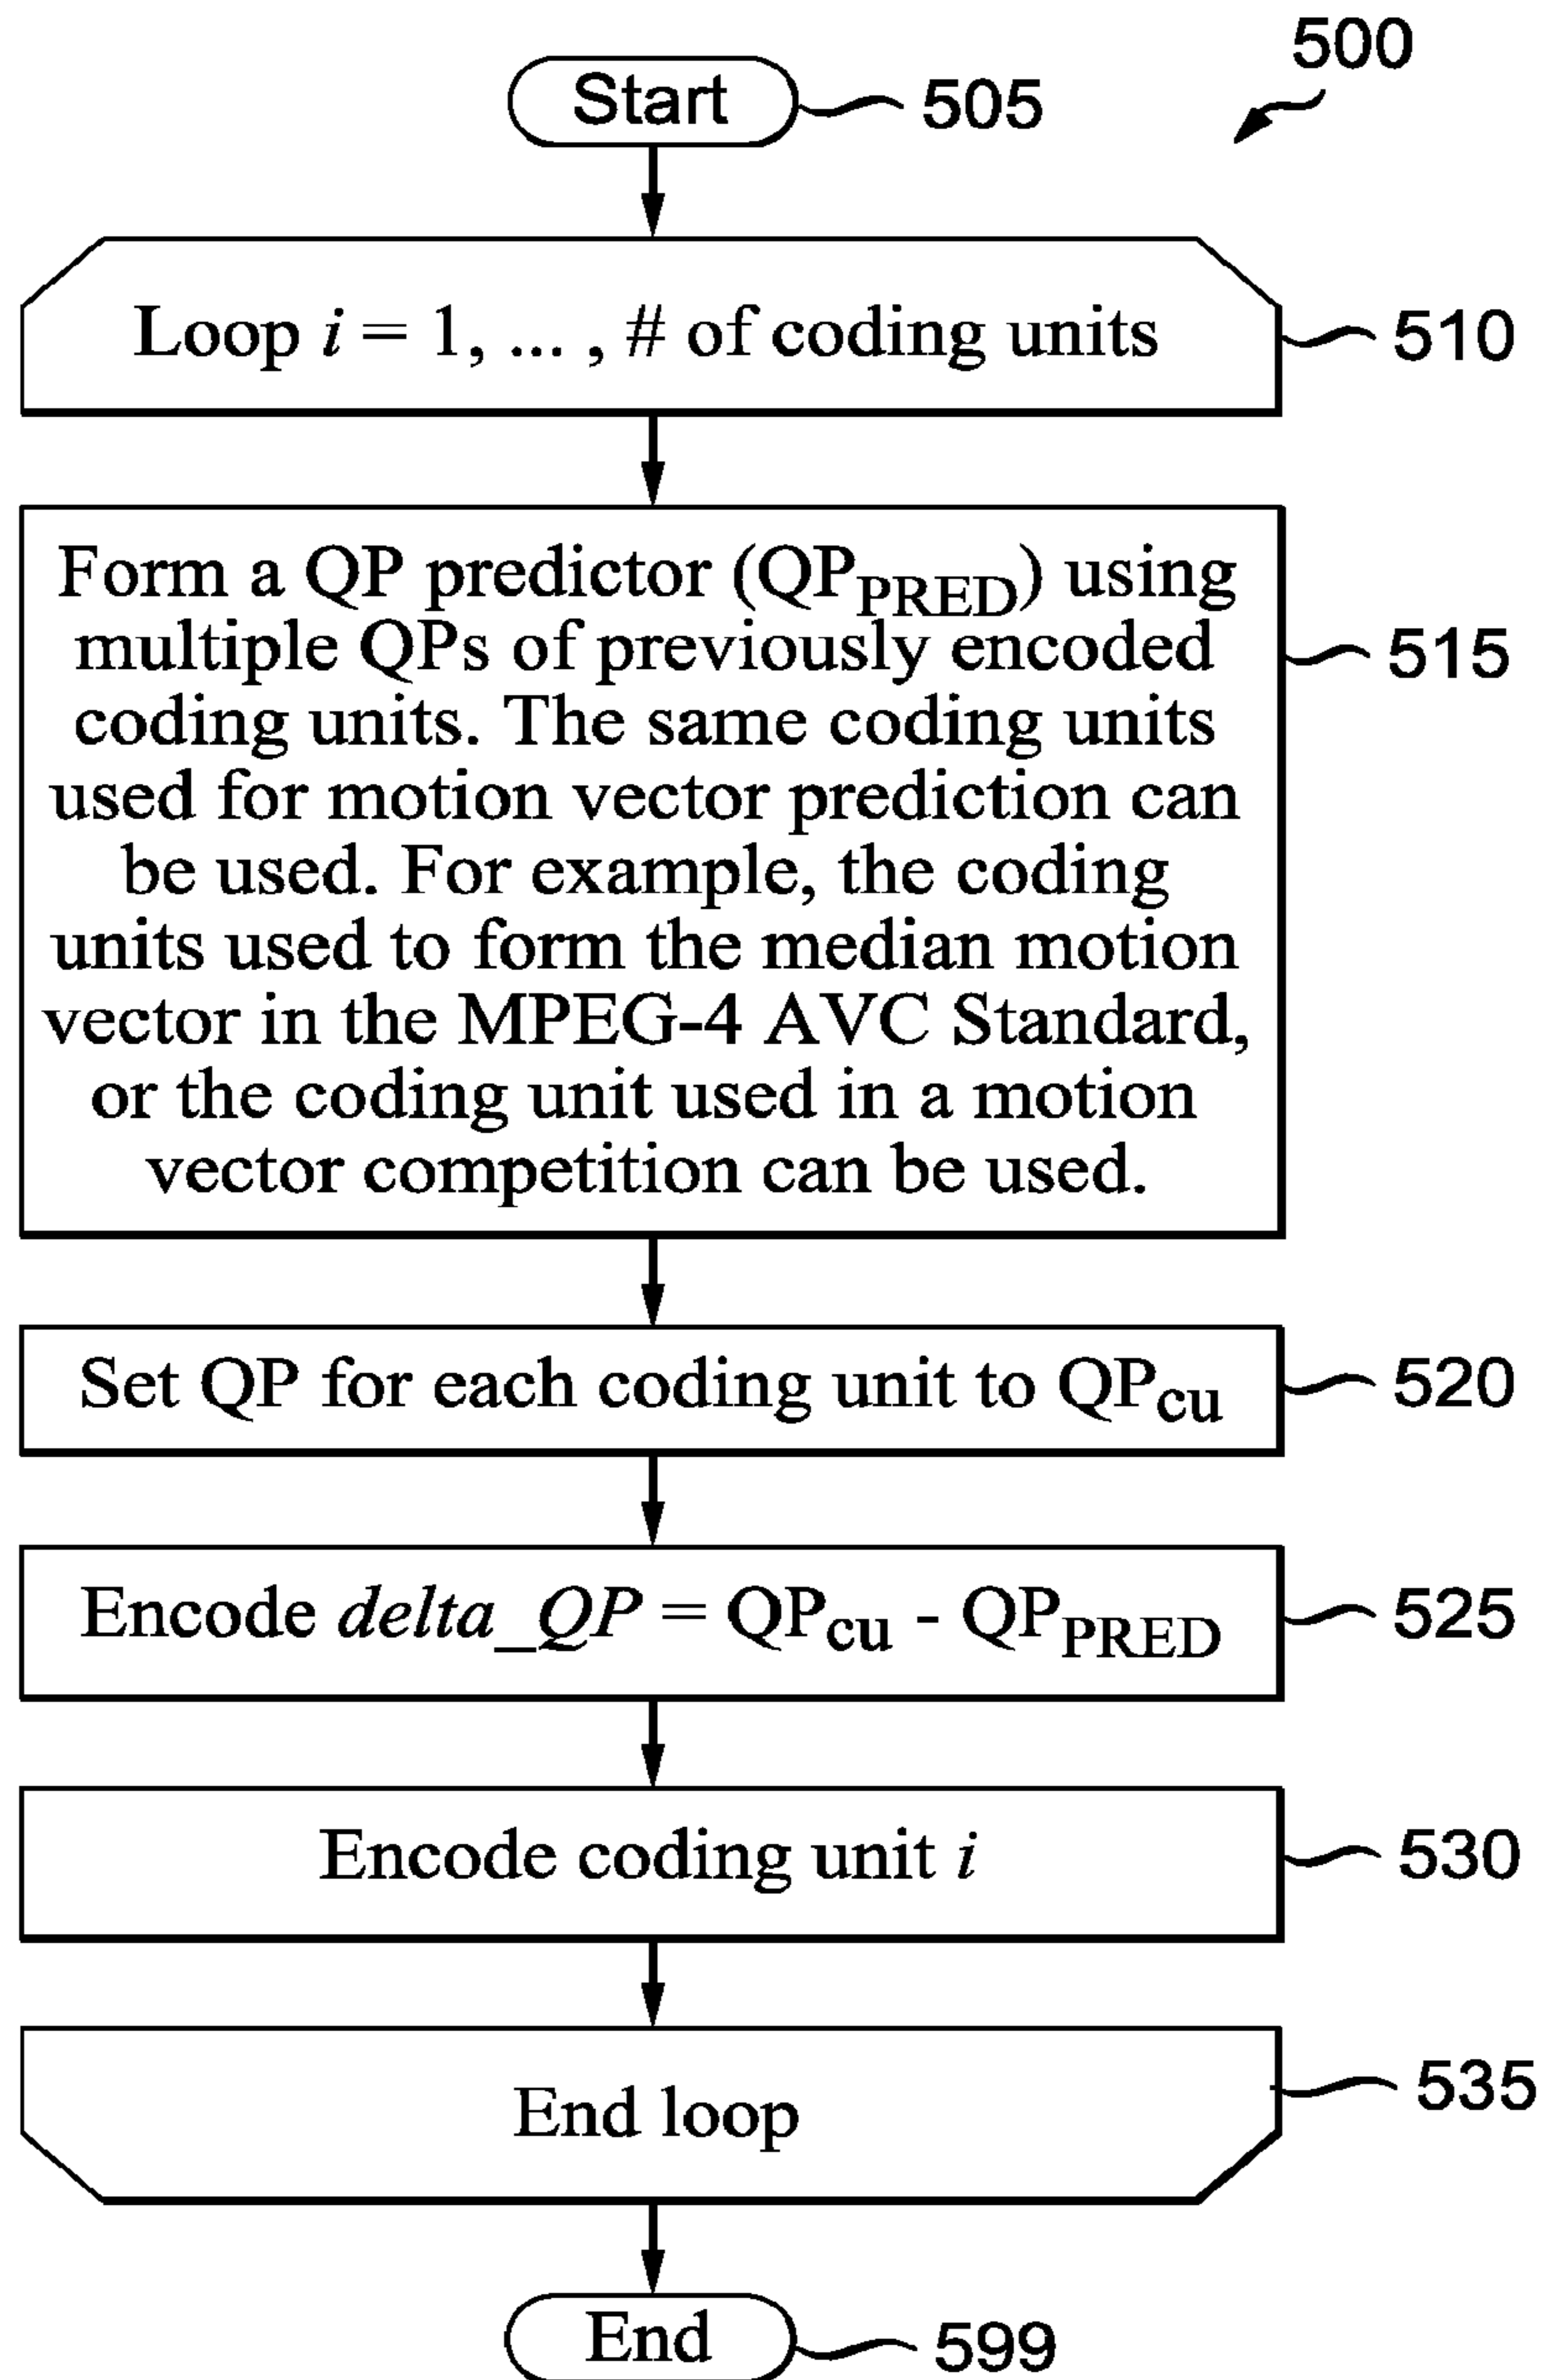 500
Start
505
Loop i = 1, ... , # of coding units
510
Form a QP predictor (QPPRED) using
multiple QPs of previously encoded
coding units. The same coding units
used for motion vector prediction can
be used. For example, the coding
units used to form the median motion
vector in the MPEG-4 AVC Standard,
or the coding unit used in a motion
vector competition can be used.
515
Set QP for each coding unit to QPcu
520
Encode delta_QP = QPcu - QPPRED
525
Encode coding unit i
530
End loop
535
End
599